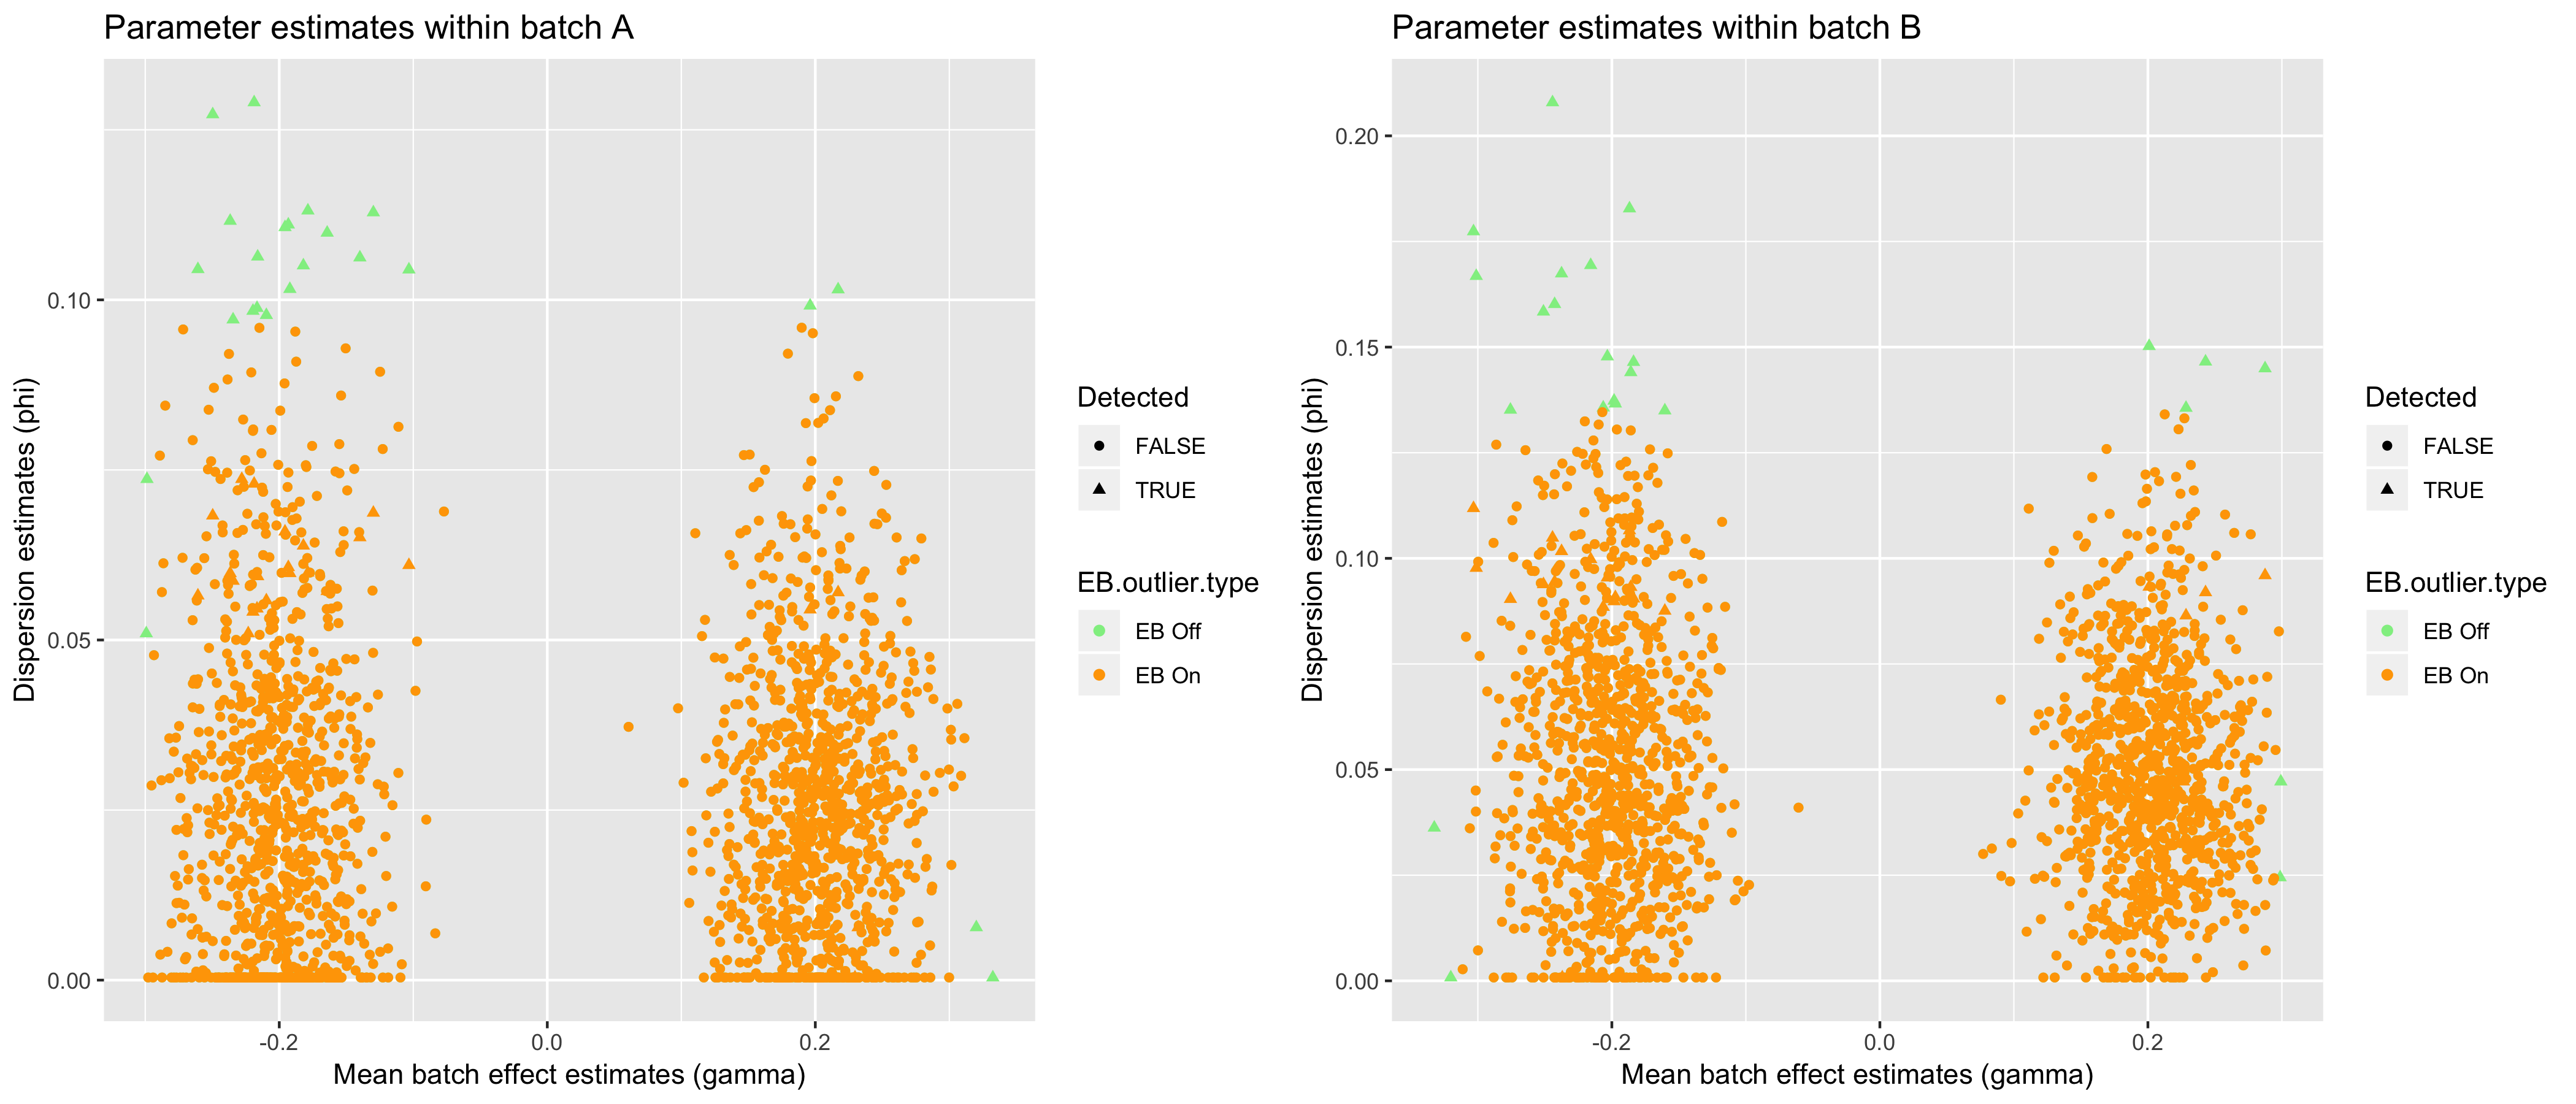 Parameter estimates within batch A
Dispersion estimates (phi)
0.10
0.05
0.00
-0.2
0.0
0.2
Mean batch effect estimates (gamma)
Detected
FALSE
TRUE
EB.outlier.type
EB Off
EB On
Parameter estimates within batch B
Dispersion estimates (phi)
0.20
0.15
0.10
0.05
0.00
-0.2
0.0
0.2
Mean batch effect estimates (gamma)
Detected
FALSE
TRUE
EB.outlier.type
EB Off
EB On